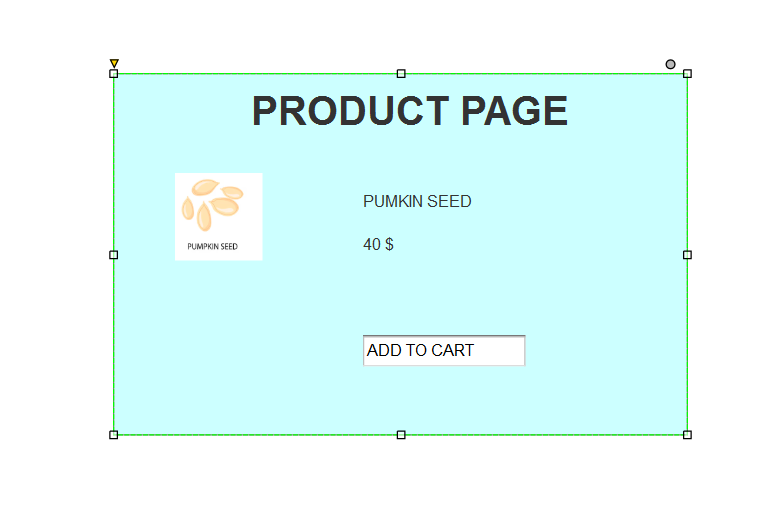 PRODUCT PAGE
PUMKIN SEED
PUMPKIN SEED
40 $
ADD TO CART